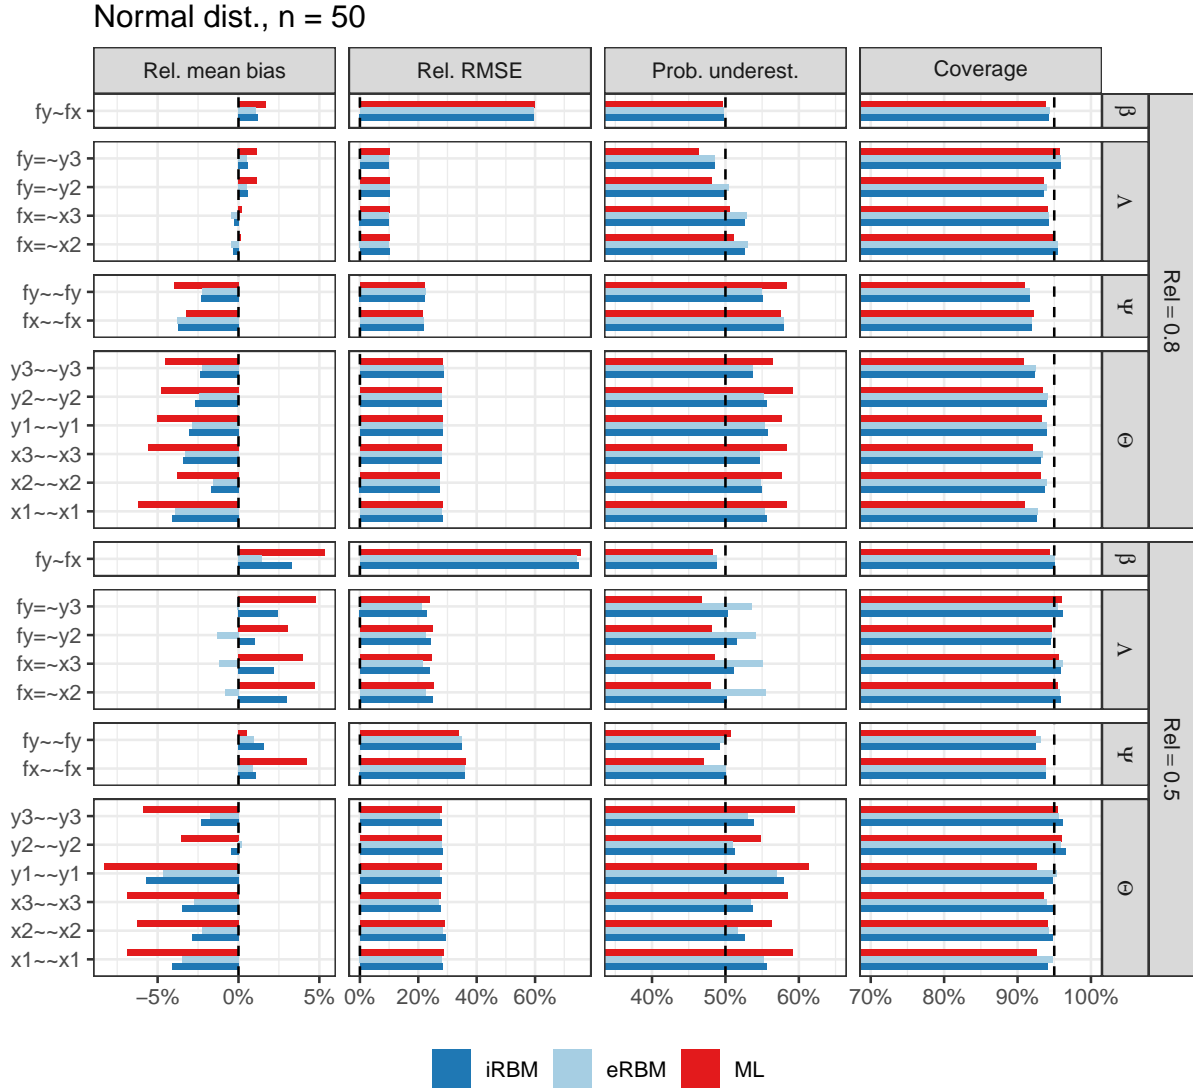 Normal dist., n = 50
Rel. mean bias
Rel. RMSE
Prob. underest.
Coverage
fy~fx
β
fy=~y3
fy=~y2
fx=~x3
fx=~x2
Λ
fy~~fy
fx~~fx
Ψ
y3~~y3
y2~~y2
y1~~y1
x3~~x3
x2~~x2
x1~~x1
Θ
Rel = 0.8
fy~fx
β
fy=~y3
fy=~y2
fx=~x3
fx=~x2
Λ
fy~~fy
fx~~fx
Ψ
y3~~y3
y2~~y2
y1~~y1
x3~~x3
x2~~x2
x1~~x1
Θ
Rel = 0.5
−5% 0% 5%
0% 20% 40% 60%
40% 50% 60%
70% 80% 90% 100%
iRBM eRBM ML